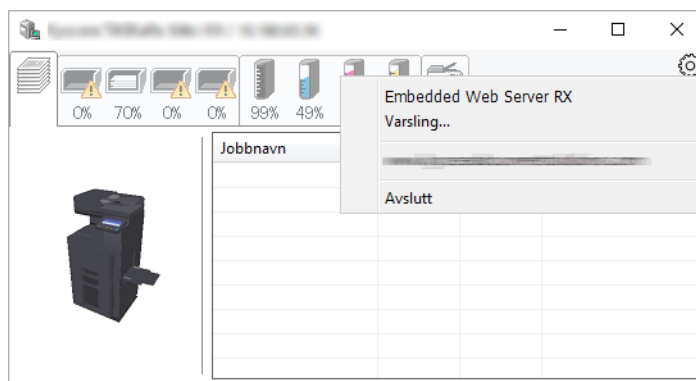 0% 70% 0% 0% 99% 49%
Embedded Web Server RX
Varsling...
Avslutt
Jobbnavn